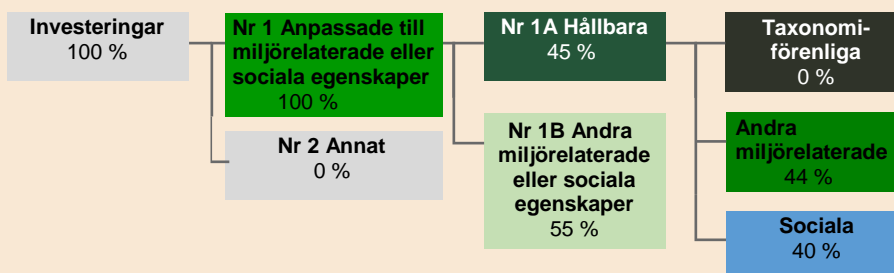 Investeringar
100 %
Nr 1 Anpassade till
miljörelaterade eller
sociala egenskaper
100 %
Nr 2 Annat
0 %
Nr 1A Hållbara
45 %
Nr 1B Andra
miljörelaterade
eller sociala
egenskaper
55 %
Taxonomi-
förenliga
0 %
Andra
miljörelaterade
44 %
Sociala
40 %